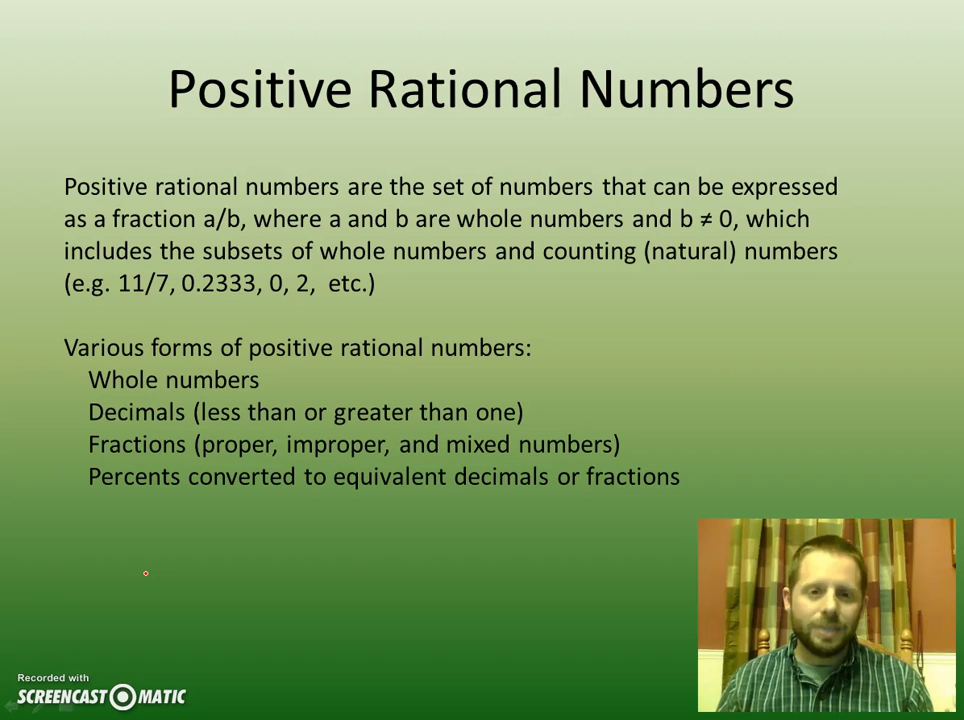 Positive Rational Numbers
Positive rational numbers are the set of numbers that can be expressed
as a fraction a/b, where a and b are whole numbers and b ≠ 0, which
includes the subsets of whole numbers and counting (natural) numbers
(e.g. 11/7, 0.2333, 0, 2,  etc.)
Various forms of positive rational numbers:
Whole numbers
Decimals (less than or greater than one)
Fractions (proper, improper, and mixed numbers)
Percents converted to equivalent decimals or fractions
Recorded with
SCREENCAST-O-MATIC